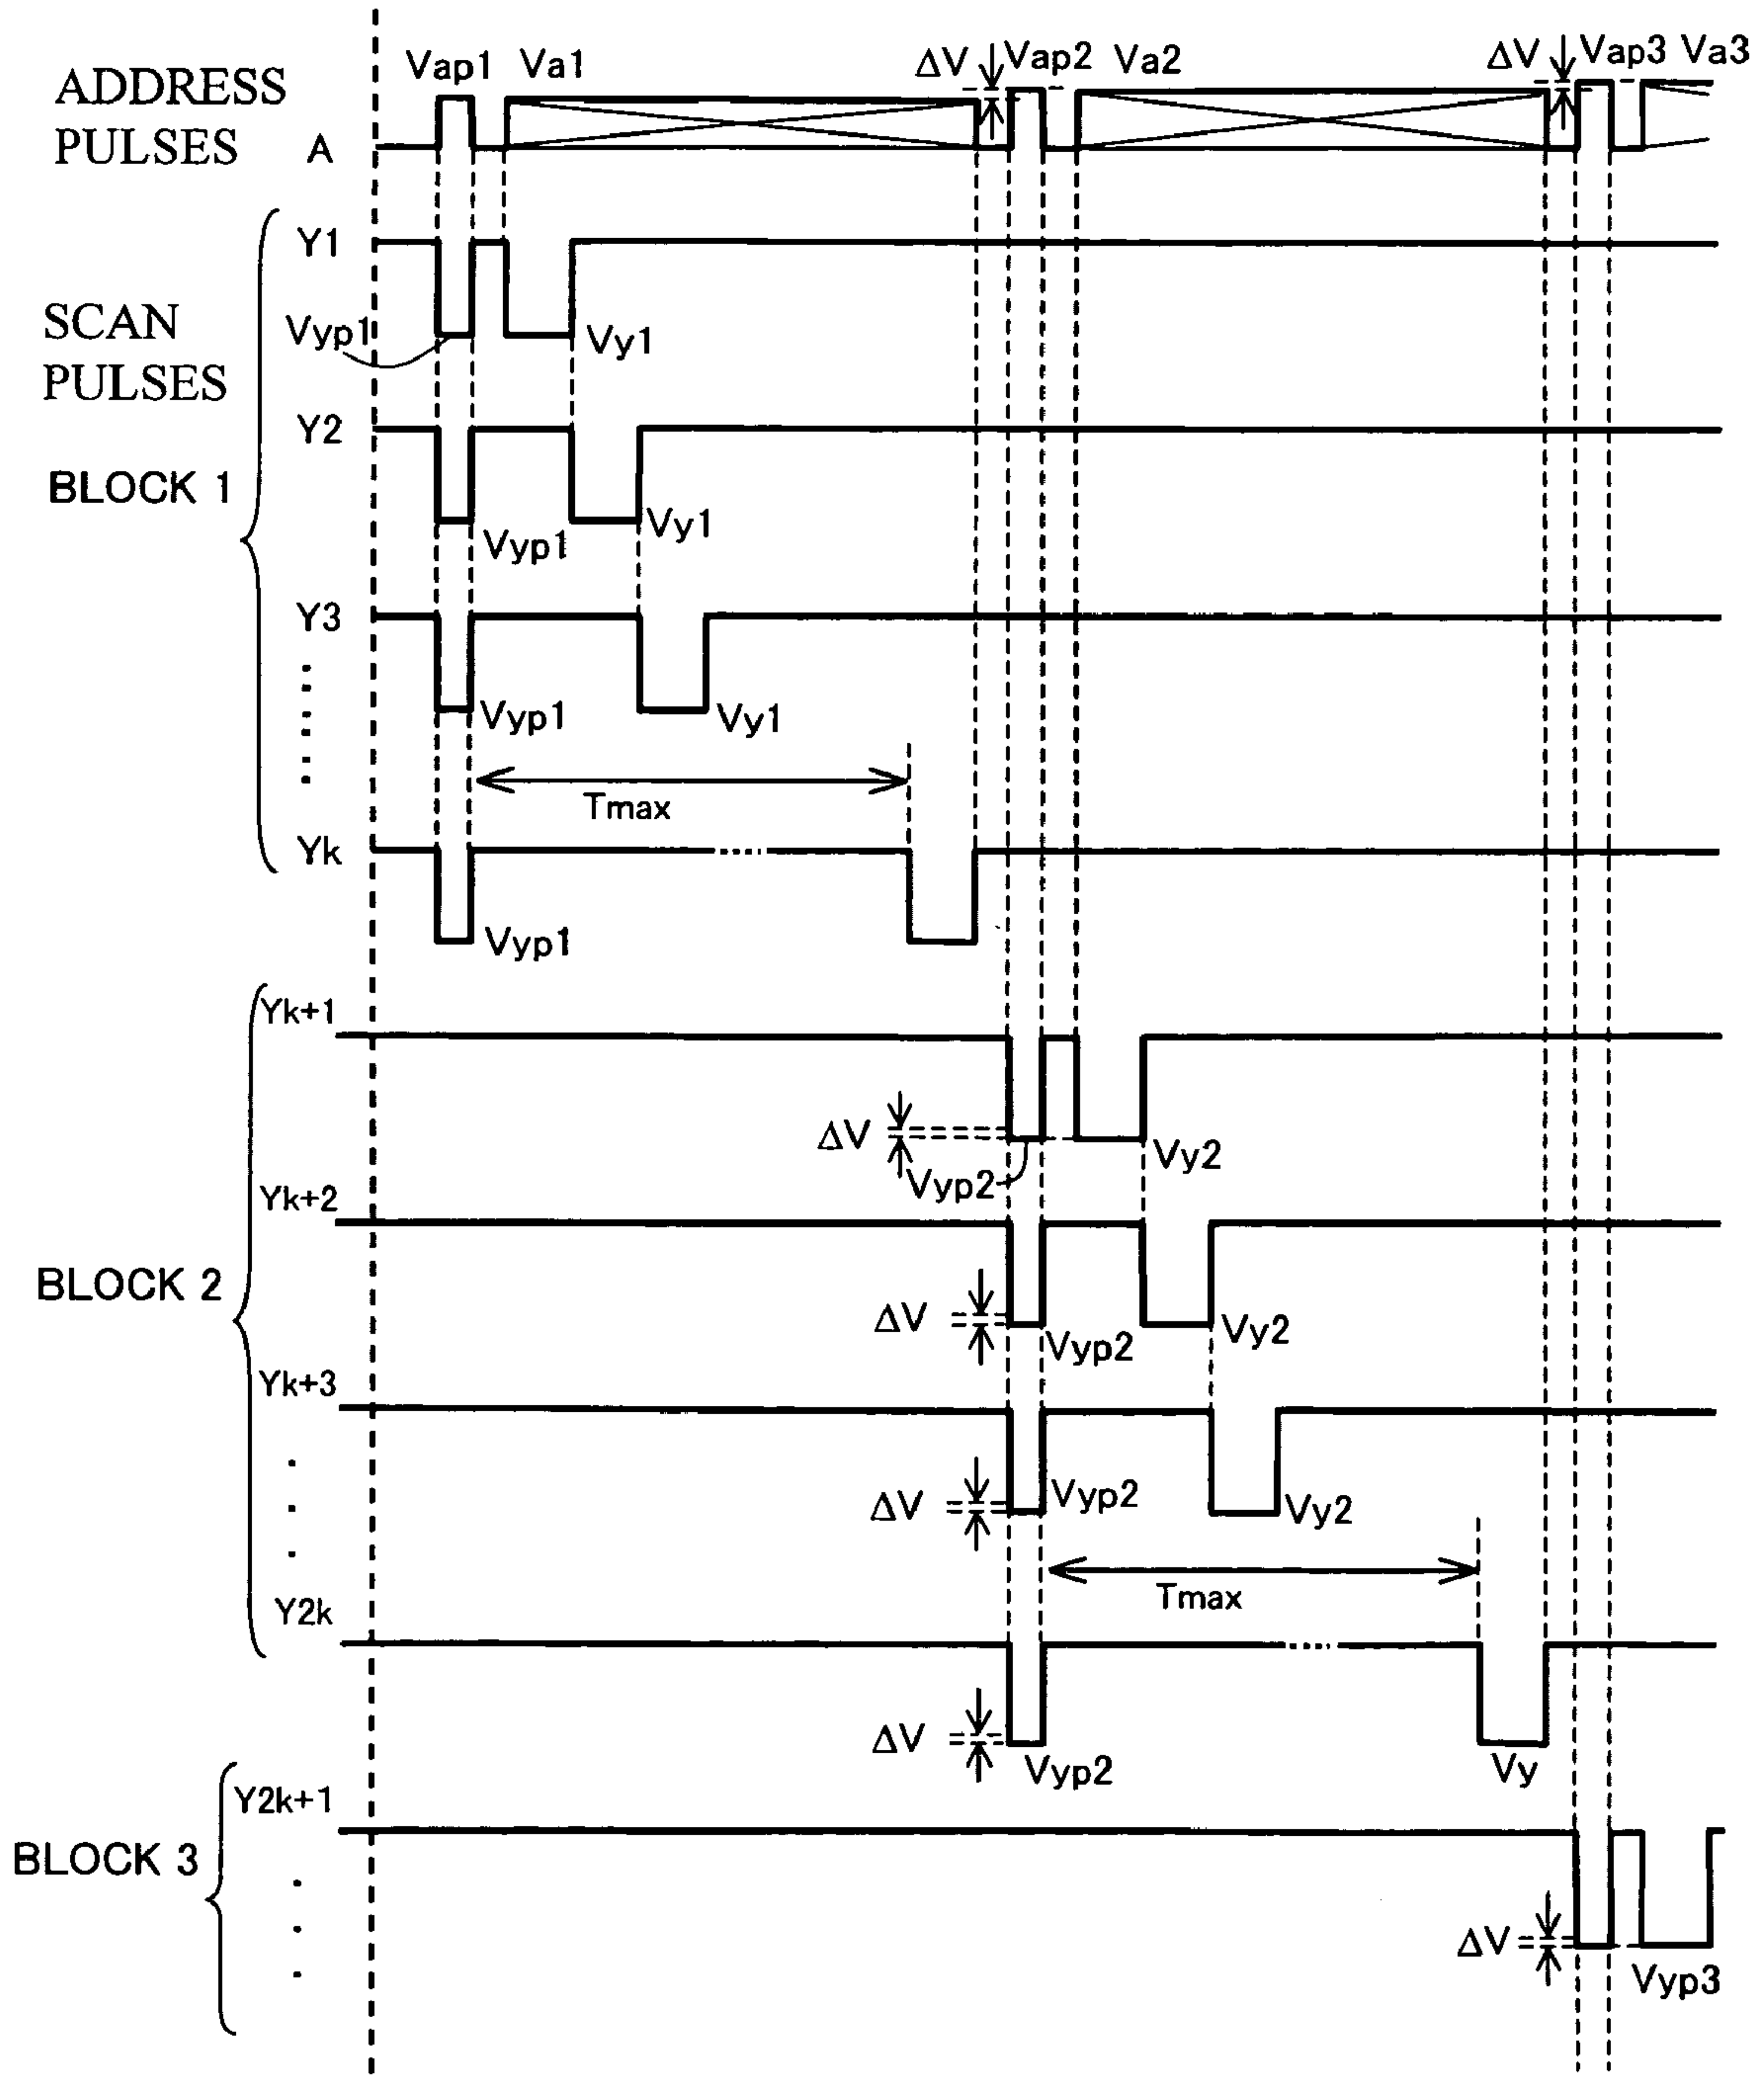 Vap1 Va1 ΔV Vap2 Va2 ΔV Vap3 Va3
ADDRESS
PULSES
A
Y1
SCAN
PULSES
Vyp1
Vy1
Y2
BLOCK 1
Vyp1
Vy1
Y3
Vyp1
Vy1
Tmax
Yk
Vyp1
Yk+1
ΔV
Vyp2
Vy2
Yk+2
BLOCK 2
ΔV
Vyp2
Vy2
Yk+3
ΔV
Vyp2
Vy2
Tmax
Y2k
ΔV
Vyp2
Vy
Y2k+1
BLOCK 3
ΔV
Vyp3